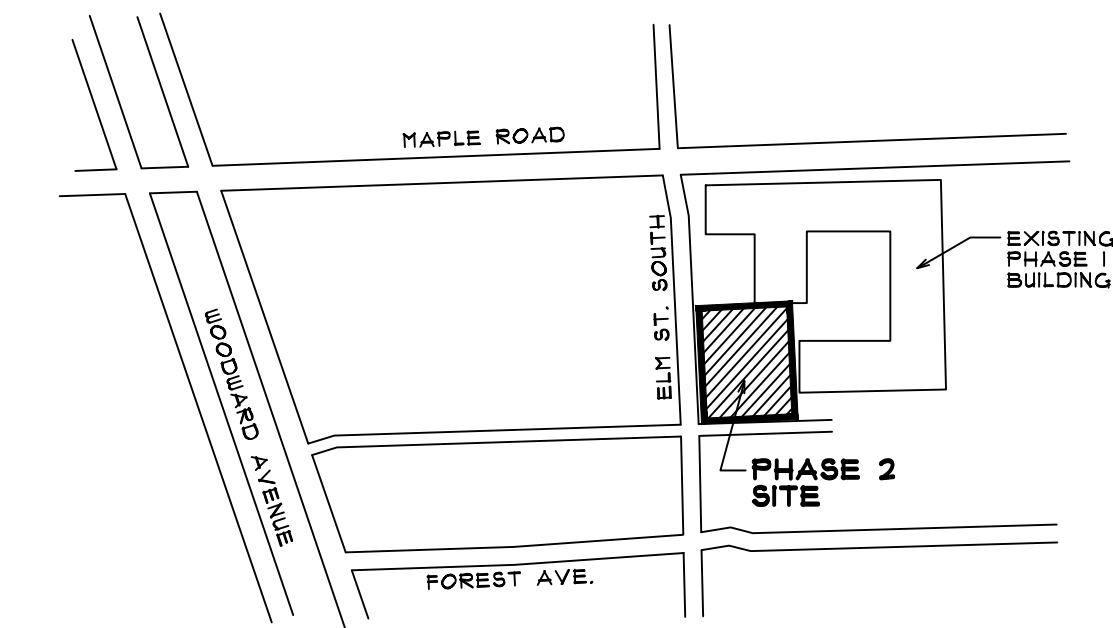 MAPLE ROAD
ELM ST. SOUTH
EXISTING
PHASE I
BUILDING
WOODWARD AVENUE
PHASE 2
SITE
FOREST AVE.